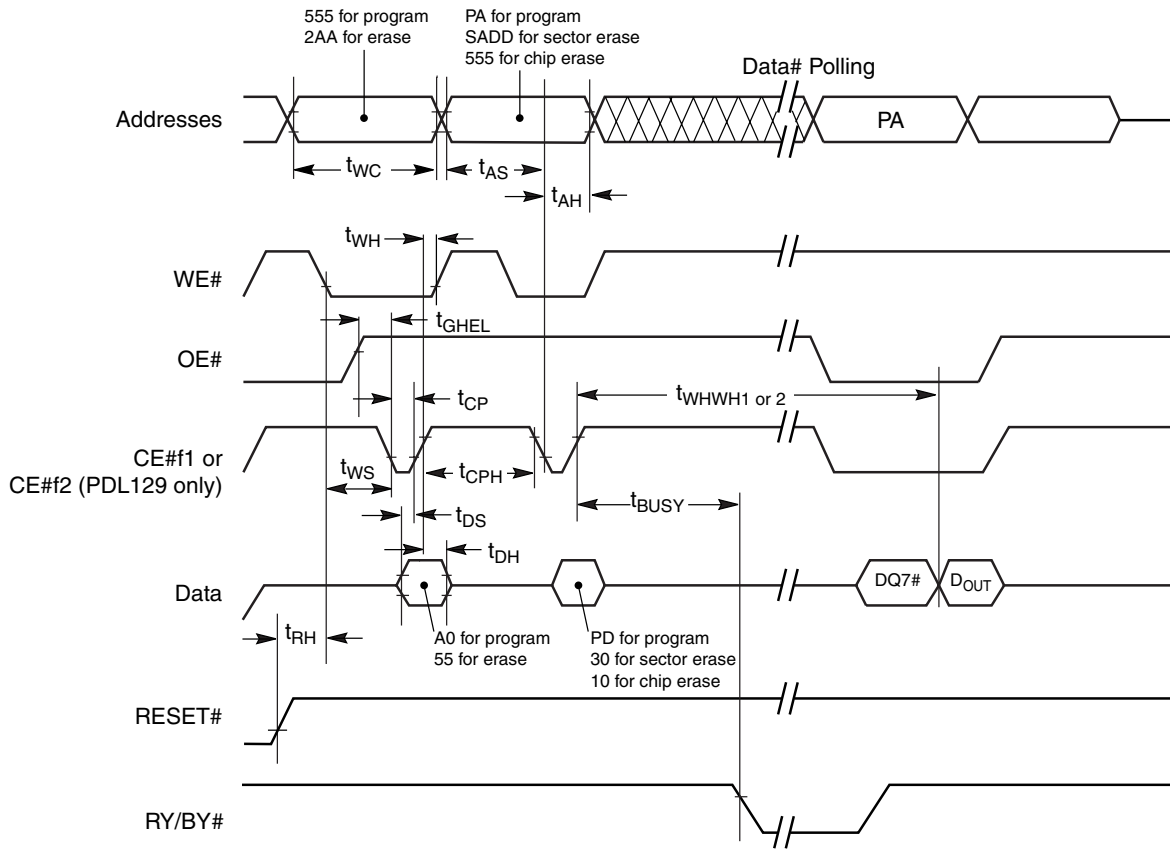 555 for program
2AA for erase
PA for program
SADD for sector erase
555 for chip erase
Data# Polling
Addresses
PA
tWC
tAS
tAH
tWH
WE#
tGHEL
OE#
tCP
tWHWH1 or 2
CE#f1 or
CE#f2 (PDL129 only)
tWS
tCPH
tBUSY
tDS
tDH
Data
DQ7#
DOUT
tRH
A0 for program
55 for erase
PD for program
30 for sector erase
10 for chip erase
RESET#
RY/BY#